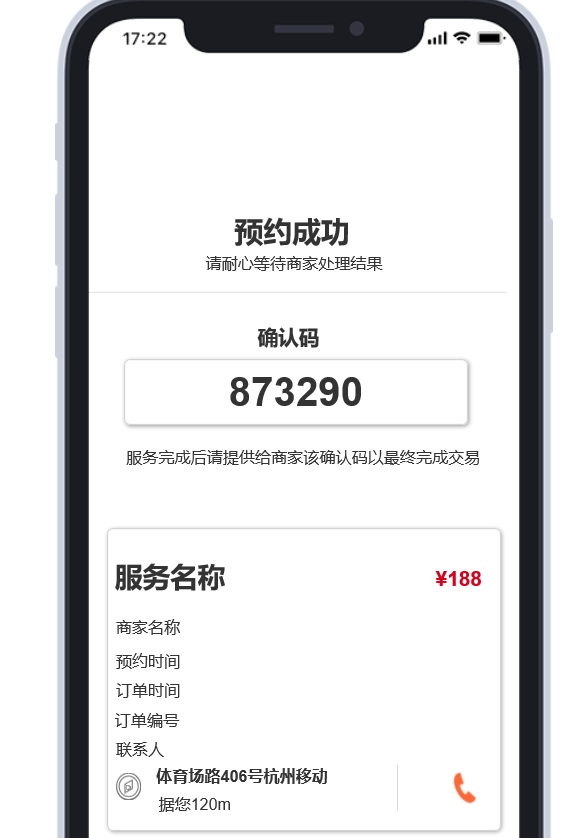 17:22
预约成功
请耐心等待商家处理结果
确认码
873290
服务完成后请提供给商家该确认码以最终完成交易
服务名称 ¥188
商家名称
预约时间
订单时间
订单编号
联系人
体育场路406号杭州移动
据您120m